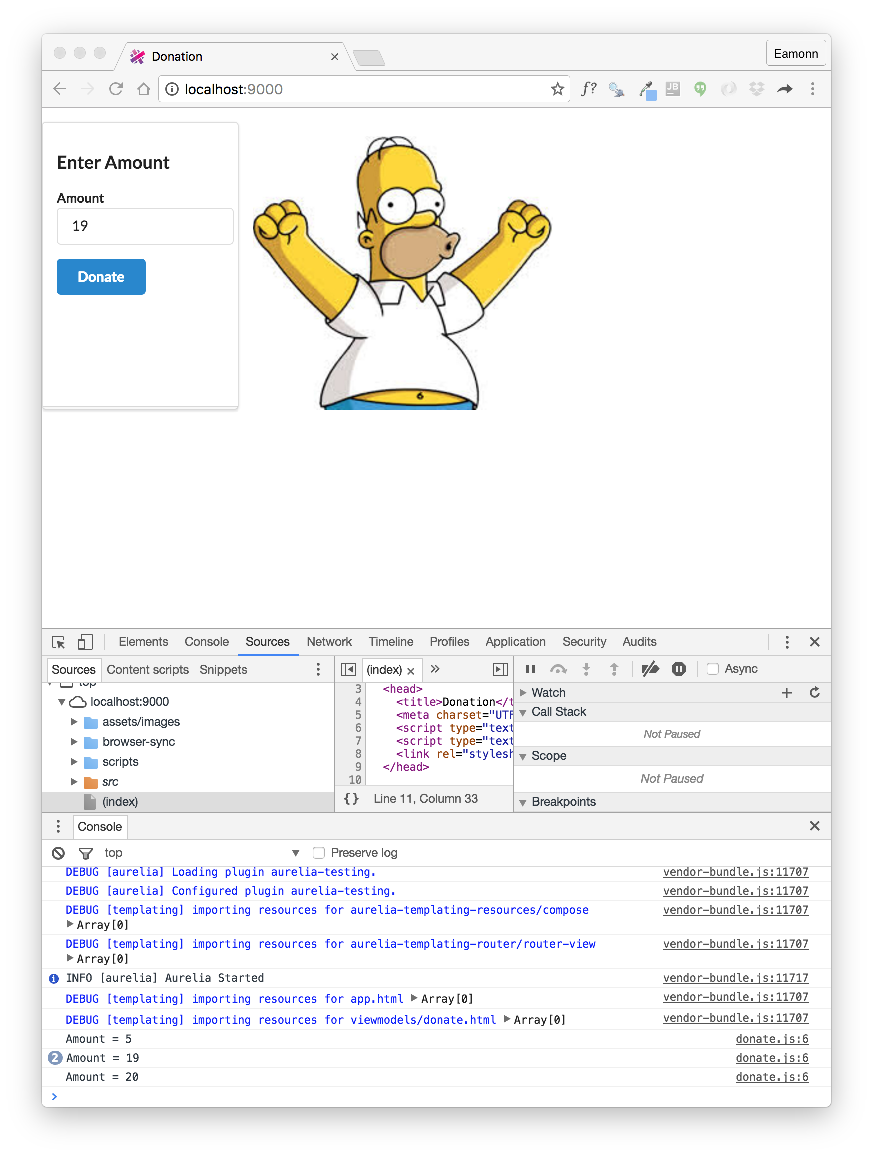 Donation
Eamonn
localhost:9000
f?
JB
Enter Amount
Amount
19
Donate
Elements Console Sources Network Timeline Profiles Application Security Audits
Sources Content scripts Snippets
(index)
Async
top
localhost:9000
assets/images
browser-sync
scripts
src
(index)
3 <head>
4 <title>Donation</t
5 <meta charset="UTF
6 <script type="text
7 <script type="text
8 <link rel="stylesh
9 </head>
10
{} Line 11, Column 33
Watch
Call Stack
Not Paused
Scope
Not Paused
Breakpoints
Console
top Preserve log
DEBUG [aurelia] Loading plugin aurelia-testing. vendor-bundle.js:11707
DEBUG [aurelia] Configured plugin aurelia-testing. vendor-bundle.js:11707
DEBUG [templating] importing resources for aurelia-templating-resources/compose vendor-bundle.js:11707
Array[0]
DEBUG [templating] importing resources for aurelia-templating-router/router-view vendor-bundle.js:11707
Array[0]
INFO [aurelia] Aurelia Started vendor-bundle.js:11717
DEBUG [templating] importing resources for app.html Array[0] vendor-bundle.js:11707
DEBUG [templating] importing resources for viewmodels/donate.html Array[0] vendor-bundle.js:11707
Amount = 5 donate.js:6
2 Amount = 19 donate.js:6
Amount = 20 donate.js:6